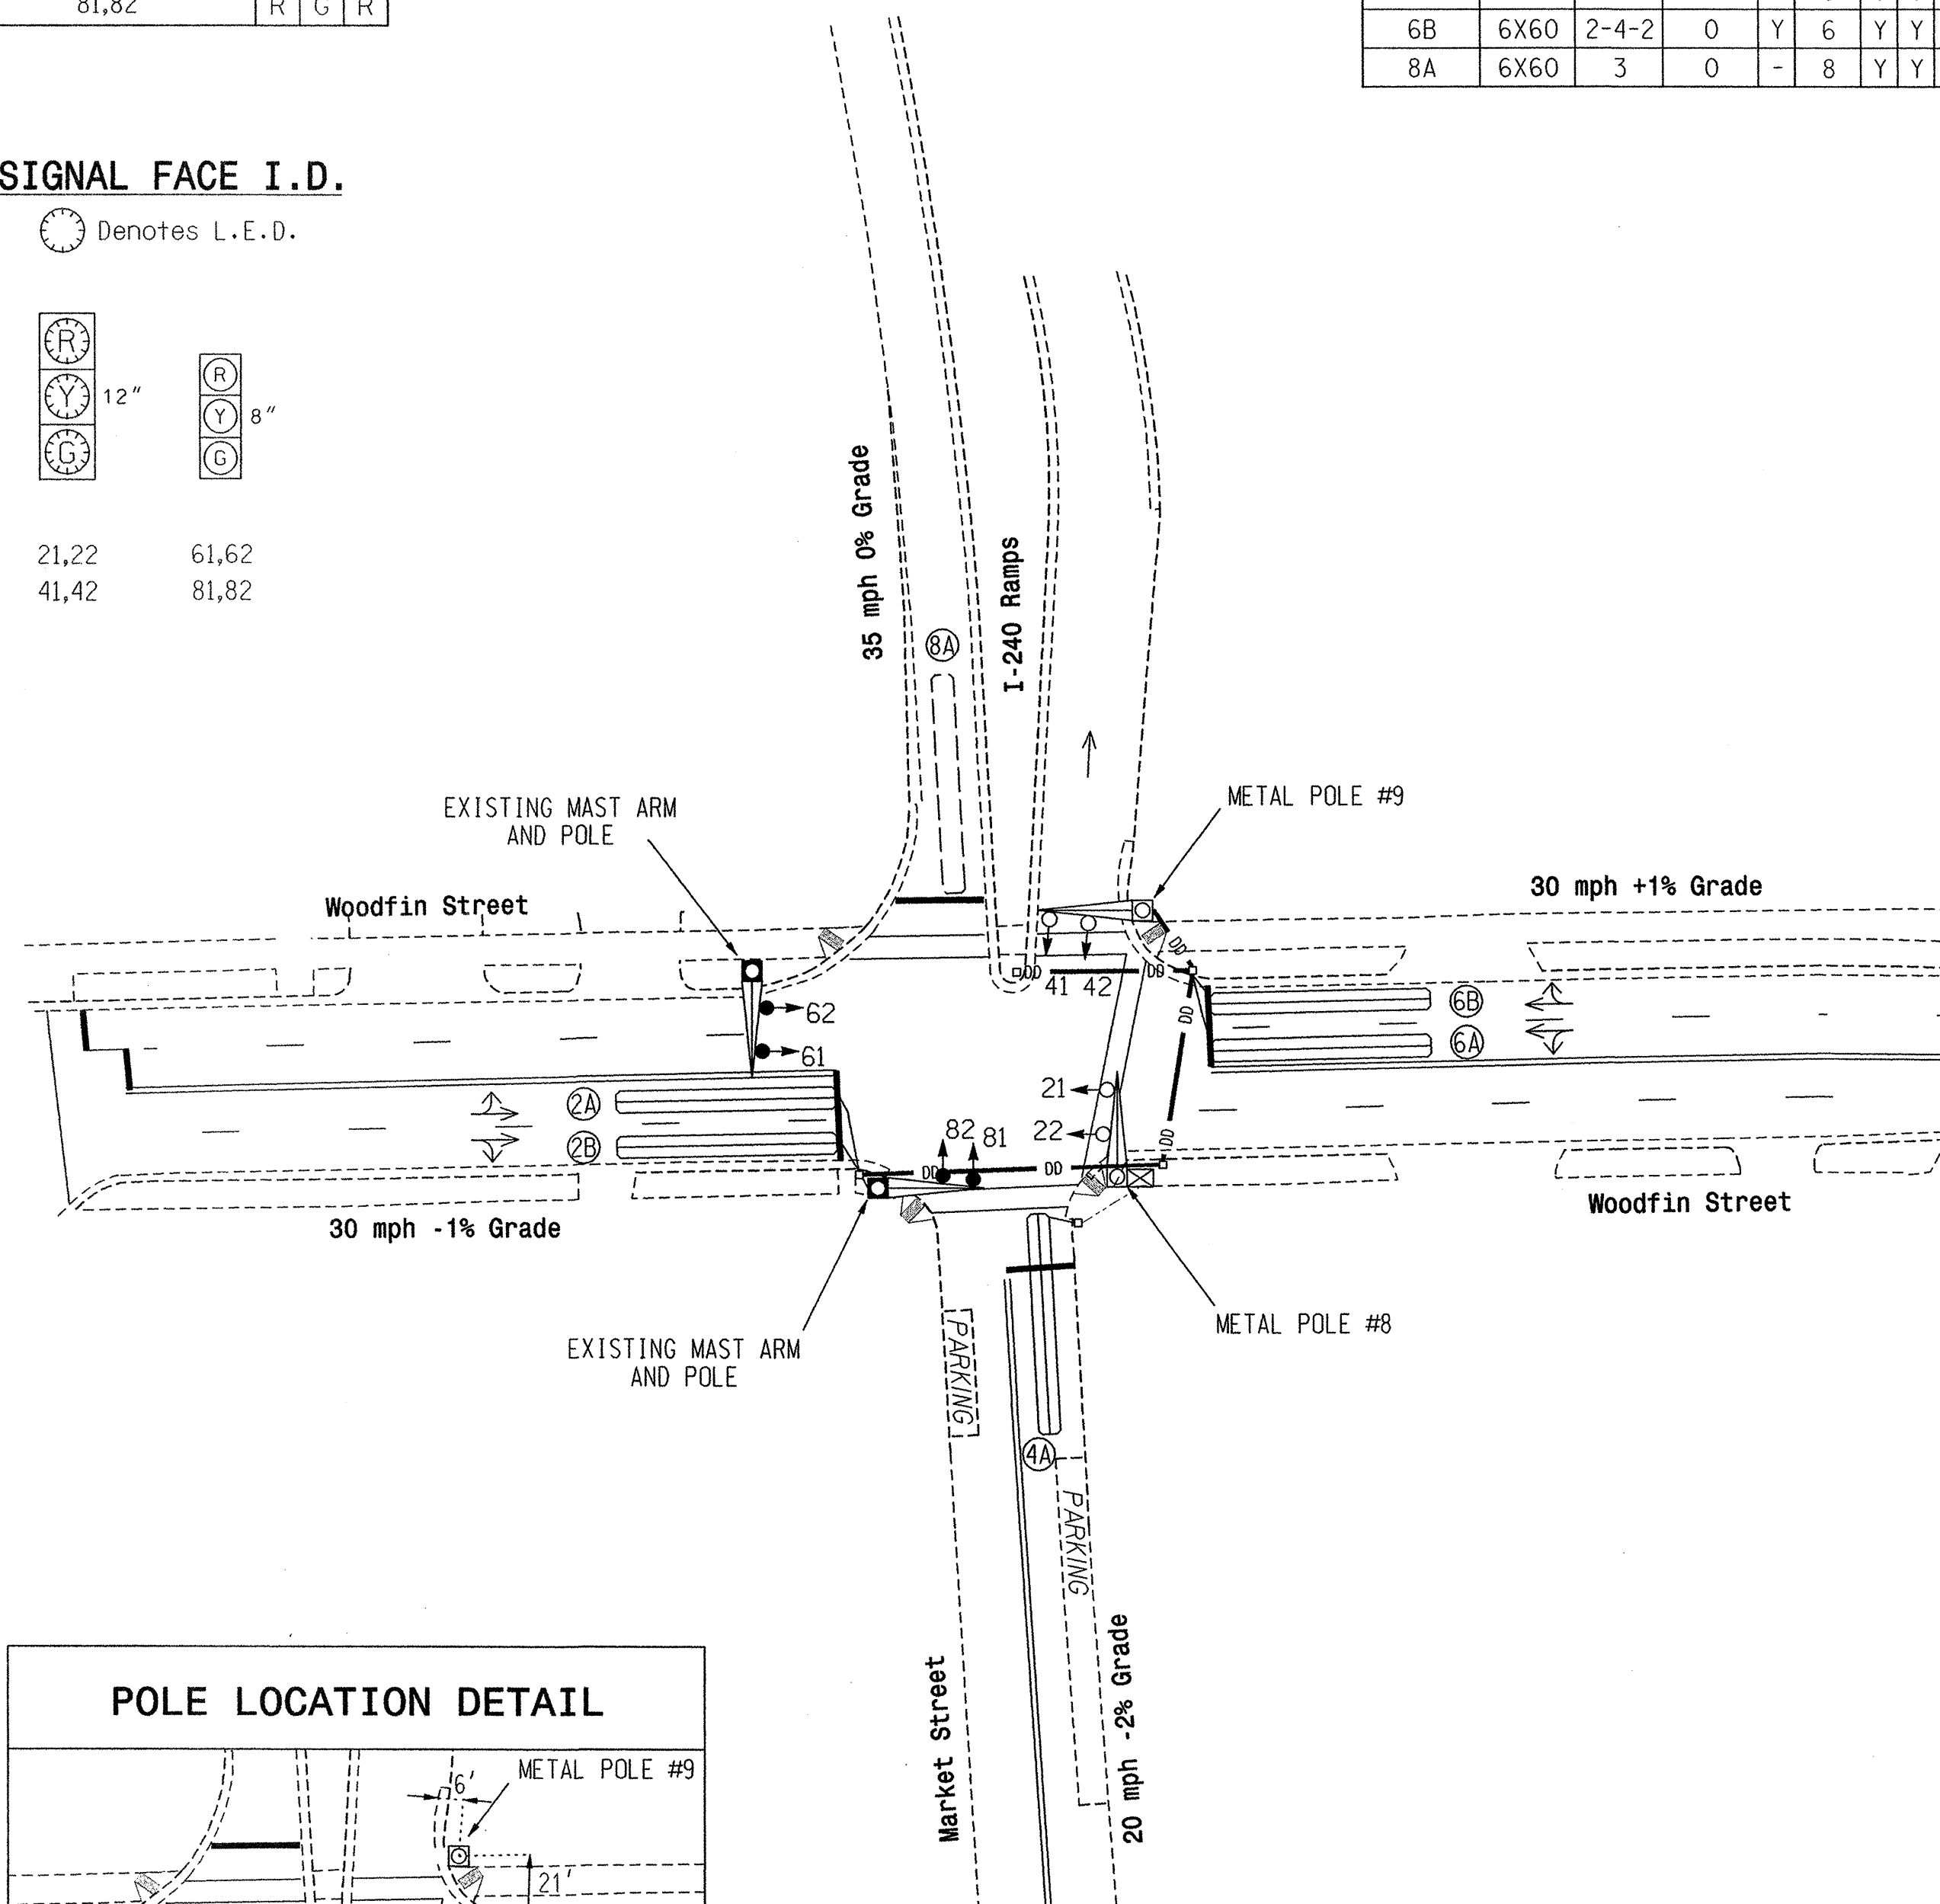 81,82 R G R
6B 6X60 2-4-2 0 Y 6 Y Y
8A 6X60 3 0 - 8 Y Y
SIGNAL FACE I.D.
Denotes L.E.D.
R
Y 12"
G
R
Y 8"
G
21,22 61,62
41,42 81,82
35 mph 0% Grade
I-240 Ramps
8A
EXISTING MAST ARM
AND POLE
METAL POLE #9
Woodfin Street
30 mph +1% Grade
DD
DD DD
41 42
62
61
DD
6B
6A
2A
2B
21
22
82 81
DD DD
DD
30 mph -1% Grade
Woodfin Street
EXISTING MAST ARM
AND POLE
METAL POLE #8
PARKING
4A
PARKING
Market Street
20 mph -2% Grade
POLE LOCATION DETAIL
METAL POLE #9
6'
21'